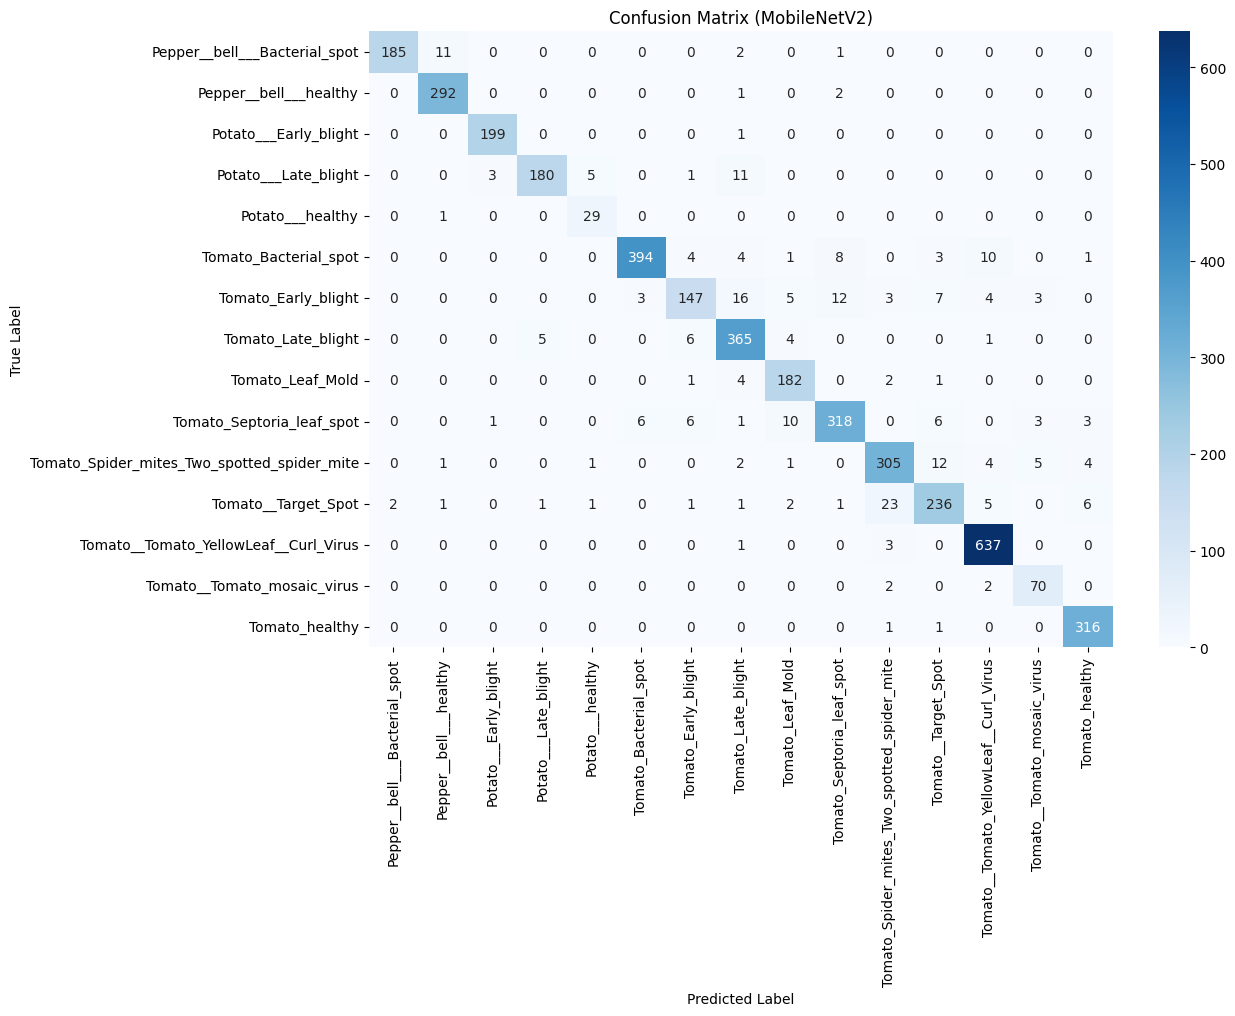 Confusion Matrix (MobileNetV2)
True Label
Pepper__bell___Bacterial_spot 185 11 0 0 0 0 0 2 0 1 0 0 0 0 0
Pepper__bell___healthy 0 292 0 0 0 0 0 1 0 2 0 0 0 0 0
Potato___Early_blight 0 0 199 0 0 0 0 1 0 0 0 0 0 0 0
Potato___Late_blight 0 0 3 180 5 0 1 11 0 0 0 0 0 0 0
Potato___healthy 0 1 0 0 29 0 0 0 0 0 0 0 0 0 0
Tomato_Bacterial_spot 0 0 0 0 0 394 4 4 1 8 0 3 10 0 1
Tomato_Early_blight 0 0 0 0 0 3 147 16 5 12 3 7 4 3 0
Tomato_Late_blight 0 0 0 5 0 0 6 365 4 0 0 0 1 0 0
Tomato_Leaf_Mold 0 0 0 0 0 0 1 4 182 0 2 1 0 0 0
Tomato_Septoria_leaf_spot 0 0 1 0 0 6 6 1 10 318 0 6 0 3 3
Tomato_Spider_mites_Two_spotted_spider_mite 0 1 0 0 1 0 0 2 1 0 305 12 4 5 4
Tomato__Target_Spot 2 1 0 1 1 0 1 1 2 1 23 236 5 0 6
Tomato__Tomato_YellowLeaf__Curl_Virus 0 0 0 0 0 0 0 1 0 0 3 0 637 0 0
Tomato__Tomato_mosaic_virus 0 0 0 0 0 0 0 0 0 0 2 0 2 70 0
Tomato_healthy 0 0 0 0 0 0 0 0 0 0 1 1 0 0 316
Pepper__bell___Bacterial_spot
Pepper__bell___healthy
Potato___Early_blight
Potato___Late_blight
Potato___healthy
Tomato_Bacterial_spot
Tomato_Early_blight
Tomato_Late_blight
Tomato_Leaf_Mold
Tomato_Septoria_leaf_spot
Tomato_Spider_mites_Two_spotted_spider_mite
Tomato__Target_Spot
Tomato__Tomato_YellowLeaf__Curl_Virus
Tomato__Tomato_mosaic_virus
Tomato_healthy
Predicted Label
600
500
400
300
200
100
0